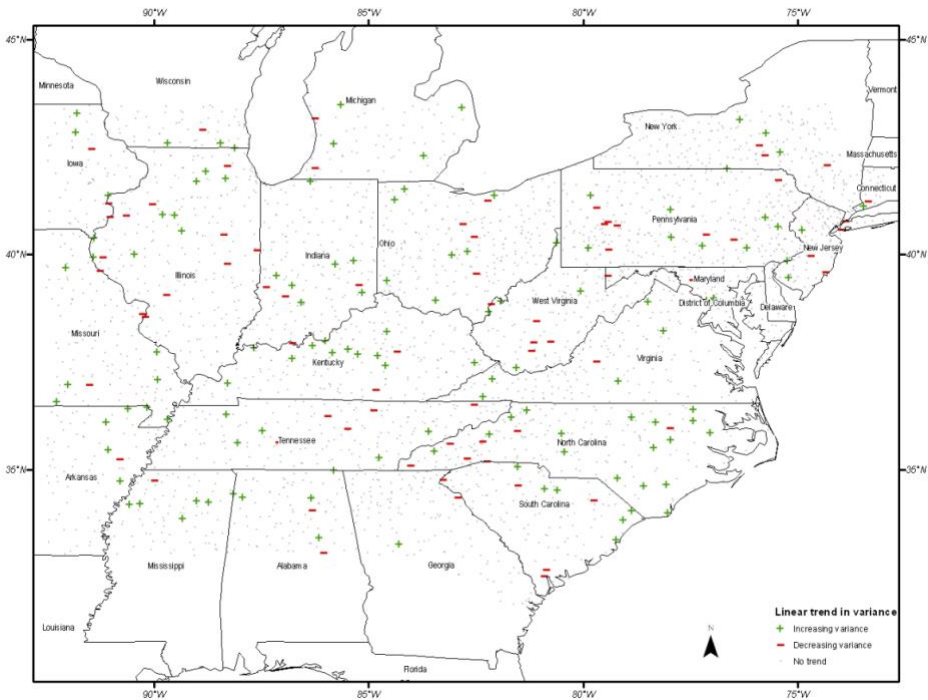 90°W 85°W 80°W 75°W
45°N 45°N
Minnesota Wisconsin
Michigan Vermont
New York
Iowa Massachusetts
Connecticut
Pennsylvania
Ohio
Indiana New Jersey
40°N 40°N
Illinois Maryland
West Virginia District of Columbia Delaware
Missouri
Kentucky Virginia
Tennessee North Carolina
35°N 35°N
Arkansas
South Carolina
Mississippi Alabama Georgia
Linear trend in variance
+ Increasing variance
Louisiana N
- Decreasing variance
No trend
Florida
90°W 85°W 80°W 75°W